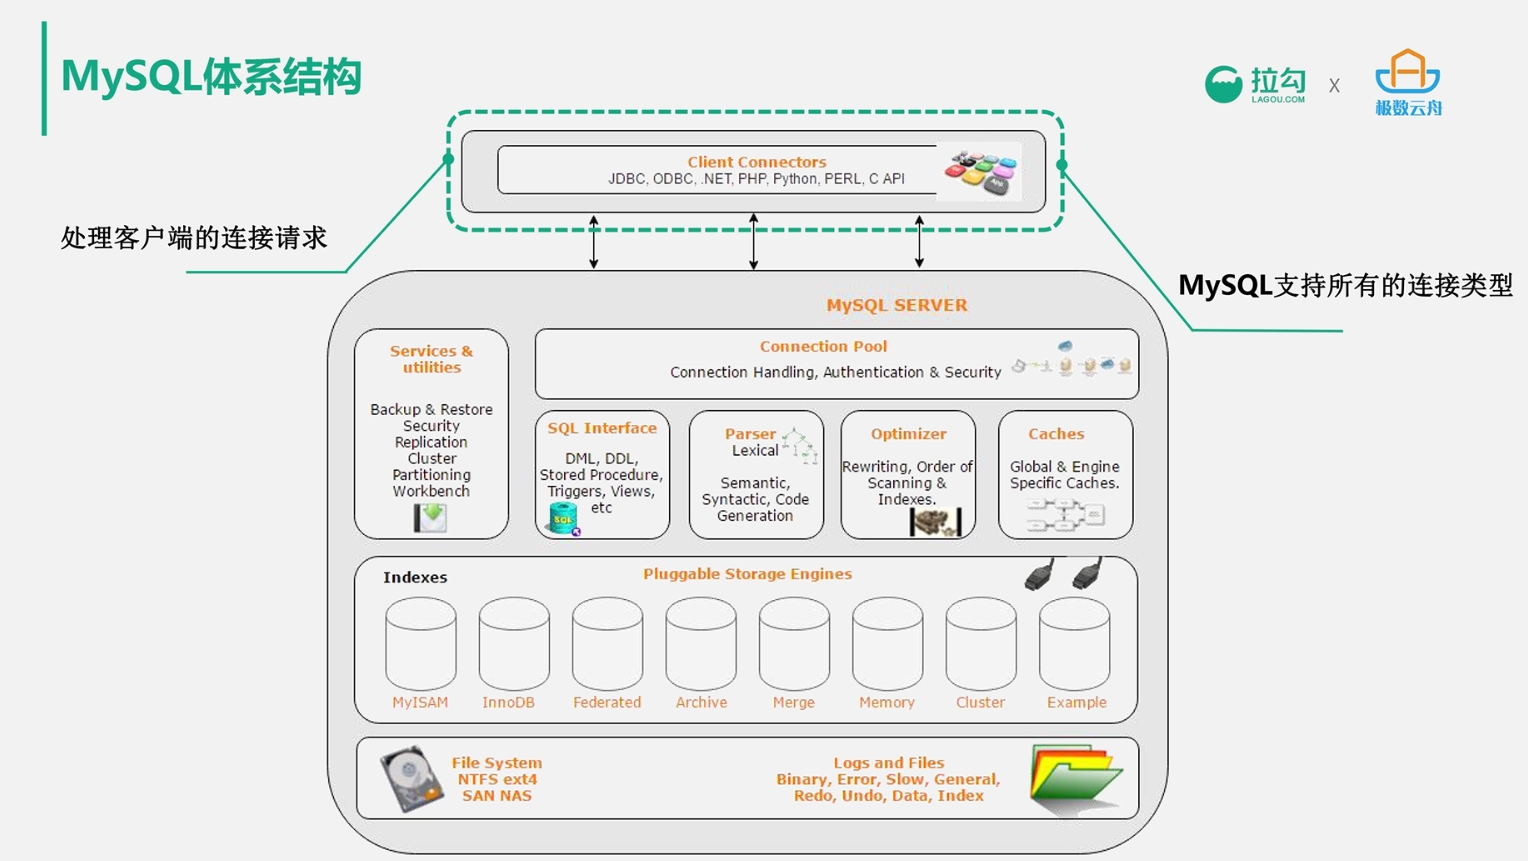 MySQL体系结构
拉勾
LAGOU.COM
X
极数云舟
Client Connectors
JDBC, ODBC, .NET, PHP, Python, PERL, C API
处理客户端的连接请求
MySQL支持所有的连接类型
MySQL SERVER
Services &
utilities
Backup & Restore
Security
Replication
Cluster
Partitioning
Workbench
Connection Pool
Connection Handling, Authentication & Security
SQL Interface
DML, DDL,
Stored Procedure,
Triggers, Views,
etc
SQL
Parser
Lexical
Semantic,
Syntactic, Code
Generation
Optimizer
Rewriting, Order of
Scanning &
Indexes.
Caches
Global & Engine
Specific Caches.
Indexes
Pluggable Storage Engines
MyISAM
InnoDB
Federated
Archive
Merge
Memory
Cluster
Example
File System
NTFS ext4
SAN NAS
Logs and Files
Binary, Error, Slow, General,
Redo, Undo, Data, Index